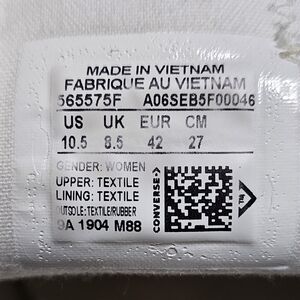 MADE IN VIETNAM
FABRIQUE AU VIETNAM
565575F A06SEB5F00046
US UK EUR CM
10.5 8.5 42 27
GENDER: WOMEN
UPPER: TEXTILE
LINING: TEXTILE
OUTSOLE: TEXTILE/RUBBER
9A 1904 M88
CONVERSE